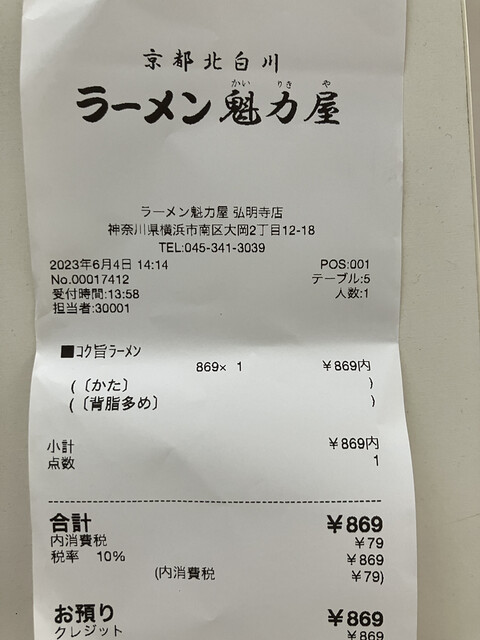 京都北白川
かい りき や
ラーメン魁力屋
ラーメン魁力屋 弘明寺店
神奈川県横浜市南区大岡2丁目12-18
TEL:045-341-3039
2023年6月4日 14:14 POS:001
No.00017412 テーブル:5
受付時間:13:58 人数:1
担当者:30001
■コク旨ラーメン
869× 1 ¥869内
(〔かた〕 )
(〔背脂多め〕 )
小計 ¥869内
点数 1
合計 ¥869
内消費税 ¥79
税率 10% ¥869
(内消費税 ¥79)
お預り ¥869
クレジット ¥869